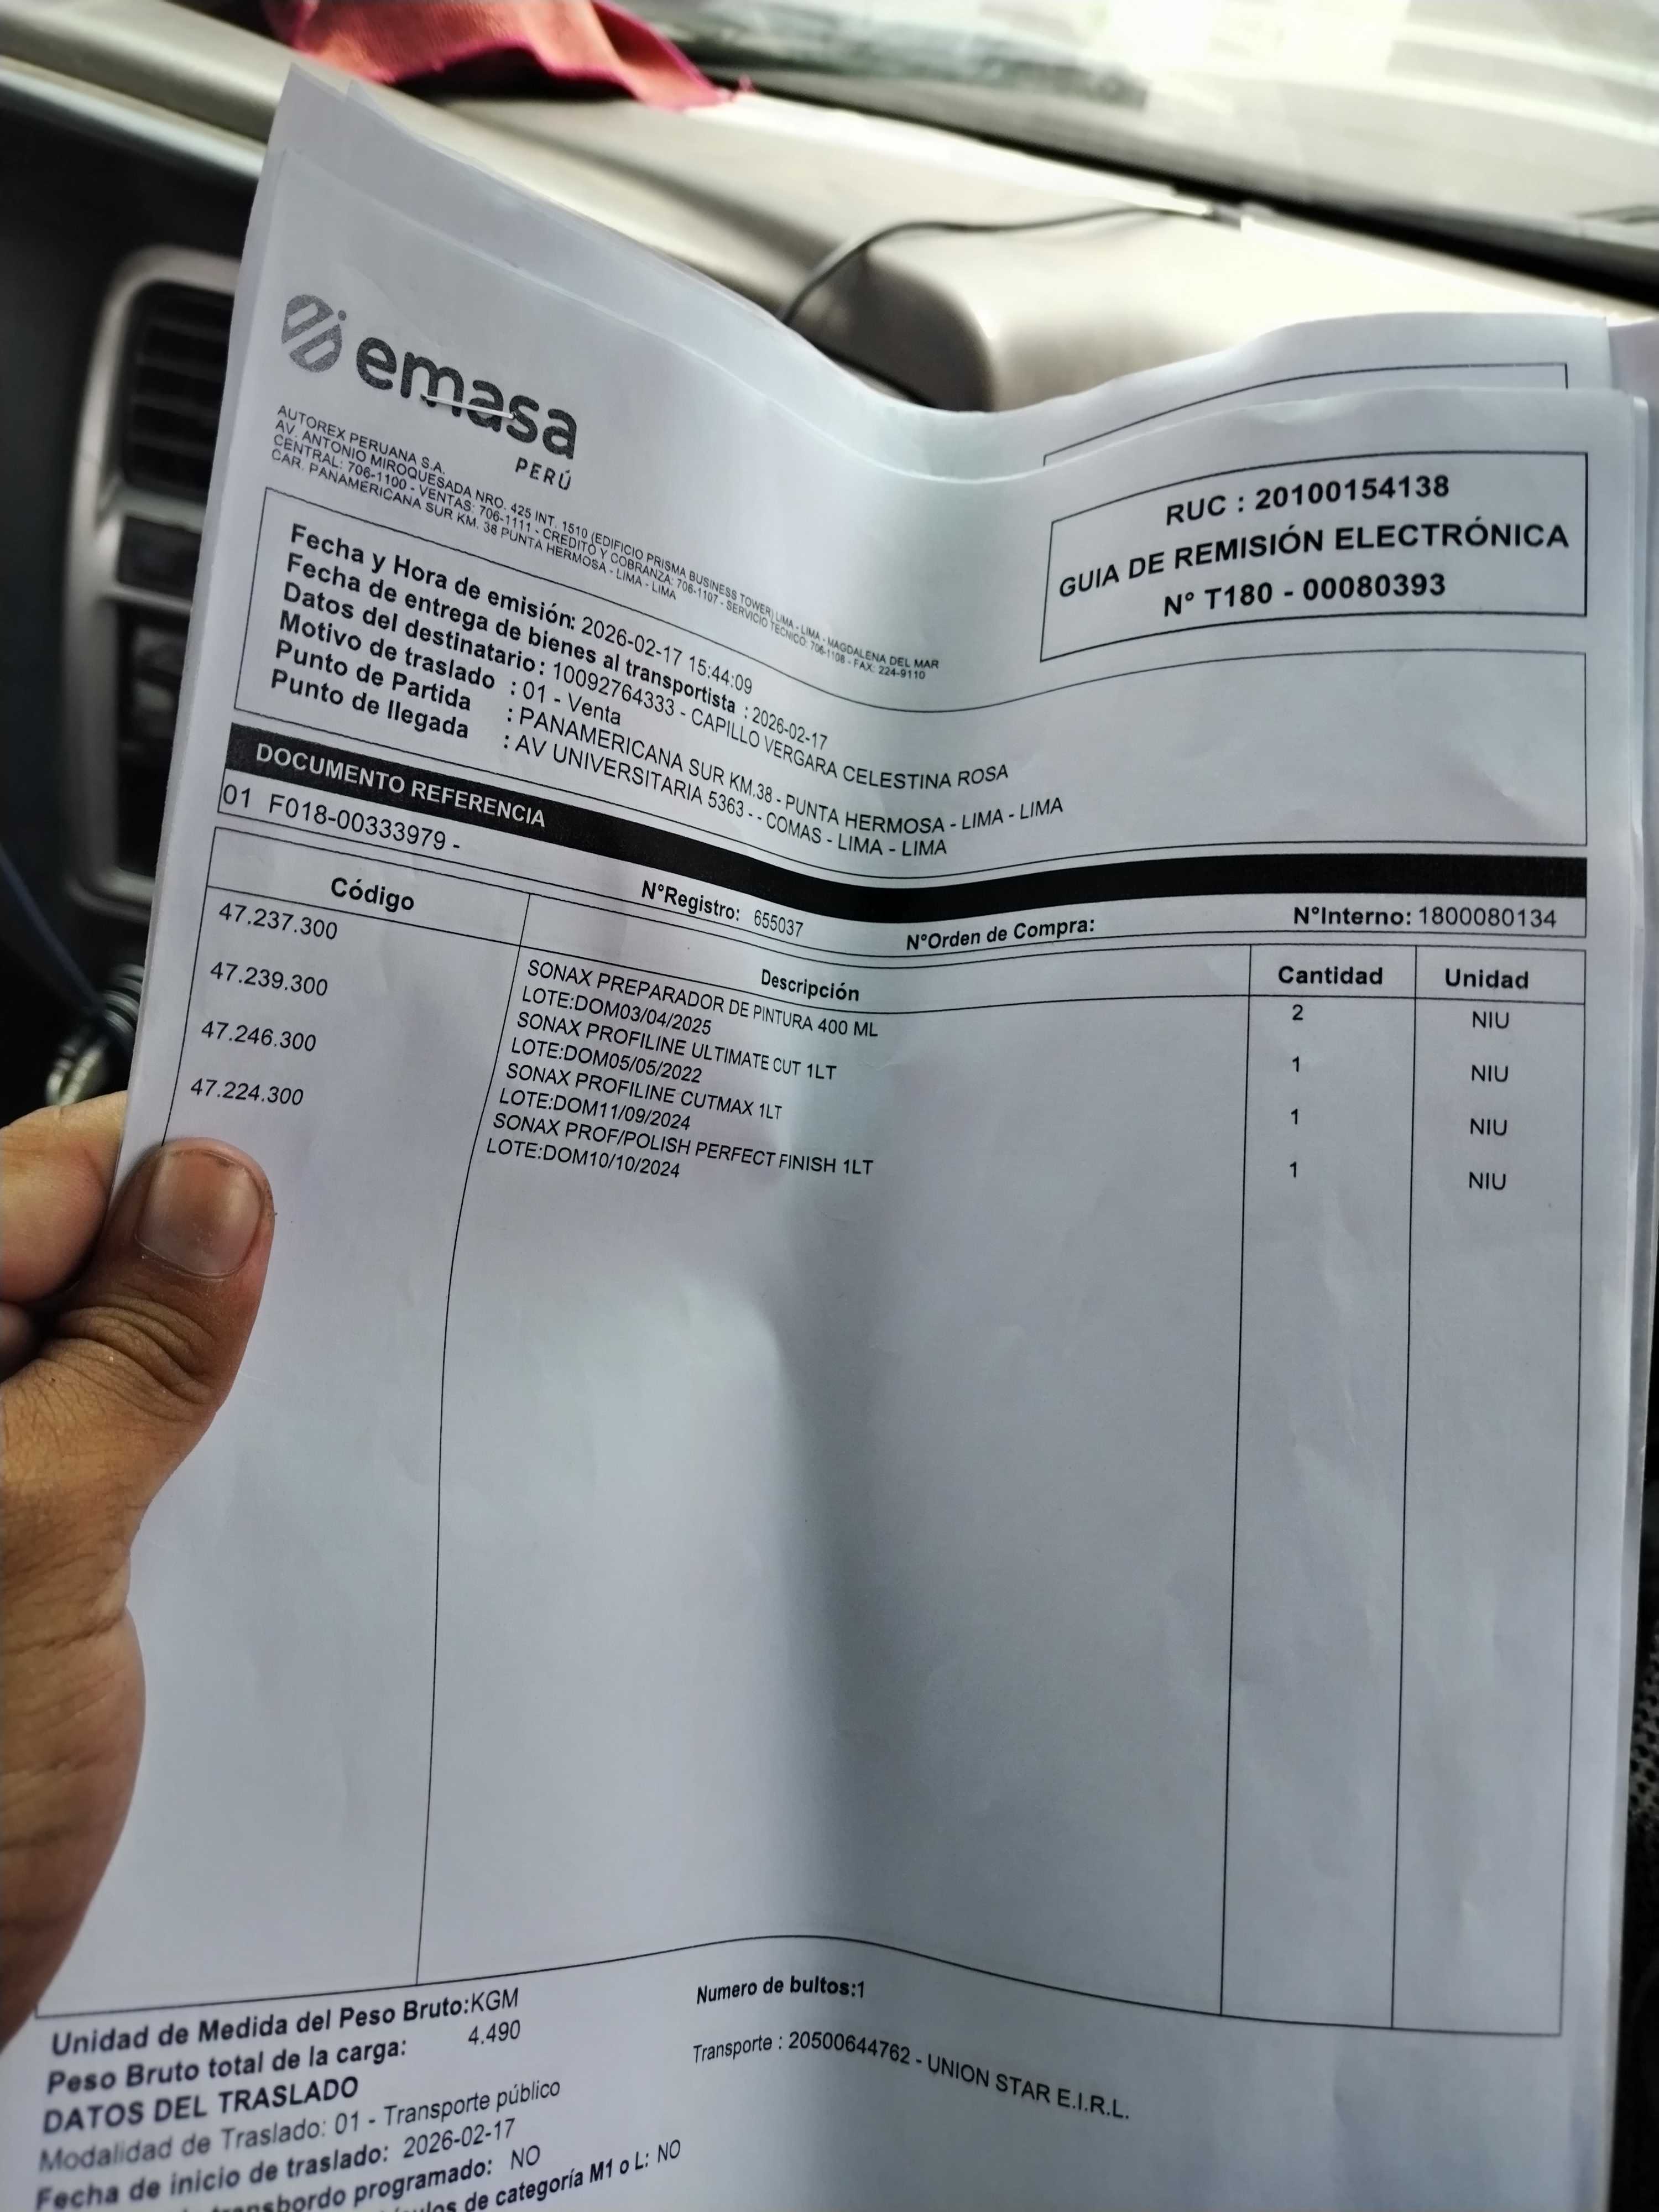 emasa
PERÚ
AUTOREX PERUANA S.A.
AV. ANTONIO MIROQUESADA NRO. 425 INT. 1510 (EDIFICIO PRISMA BUSINESS TOWER) LIMA - LIMA - MAGDALENA DEL MAR
CENTRAL: 706-1100 - VENTAS: 706-1111 - CREDITO Y COBRANZA: 706-1107 - SERVICIO TECNICO: 706-1108 - FAX: 224-9110
CAR. PANAMERICANA SUR KM. 38 PUNTA HERMOSA - LIMA - LIMA
RUC : 20100154138
GUIA DE REMISIÓN ELECTRÓNICA
N° T180 - 00080393
Fecha y Hora de emisión: 2026-02-17 15:44:09
Fecha de entrega de bienes al transportista : 2026-02-17
Datos del destinatario : 10092764333 - CAPILLO VERGARA CELESTINA ROSA
Motivo de traslado : 01 - Venta
Punto de Partida : PANAMERICANA SUR KM.38 - PUNTA HERMOSA - LIMA - LIMA
Punto de llegada : AV UNIVERSITARIA 5363 - - COMAS - LIMA - LIMA
DOCUMENTO REFERENCIA
01 F018-00333979 -
N°Registro: 655037 N°Orden de Compra: N°Interno: 1800080134
Código Descripción Cantidad Unidad
47.237.300 SONAX PREPARADOR DE PINTURA 400 ML 2 NIU
LOTE:DOM03/04/2025
47.239.300 SONAX PROFILINE ULTIMATE CUT 1LT 1 NIU
LOTE:DOM05/05/2022
47.246.300 SONAX PROFILINE CUTMAX 1LT 1 NIU
LOTE:DOM11/09/2024
47.224.300 SONAX PROF/POLISH PERFECT FINISH 1LT 1 NIU
LOTE:DOM10/10/2024
Unidad de Medida del Peso Bruto:KGM Numero de bultos:1
Peso Bruto total de la carga: 4.490
DATOS DEL TRASLADO Transporte : 20500644762 - UNION STAR E.I.R.L.
Modalidad de Traslado: 01 - Transporte público
Fecha de inicio de traslado: 2026-02-17
programado: NO
de categoría M1 o L: NO